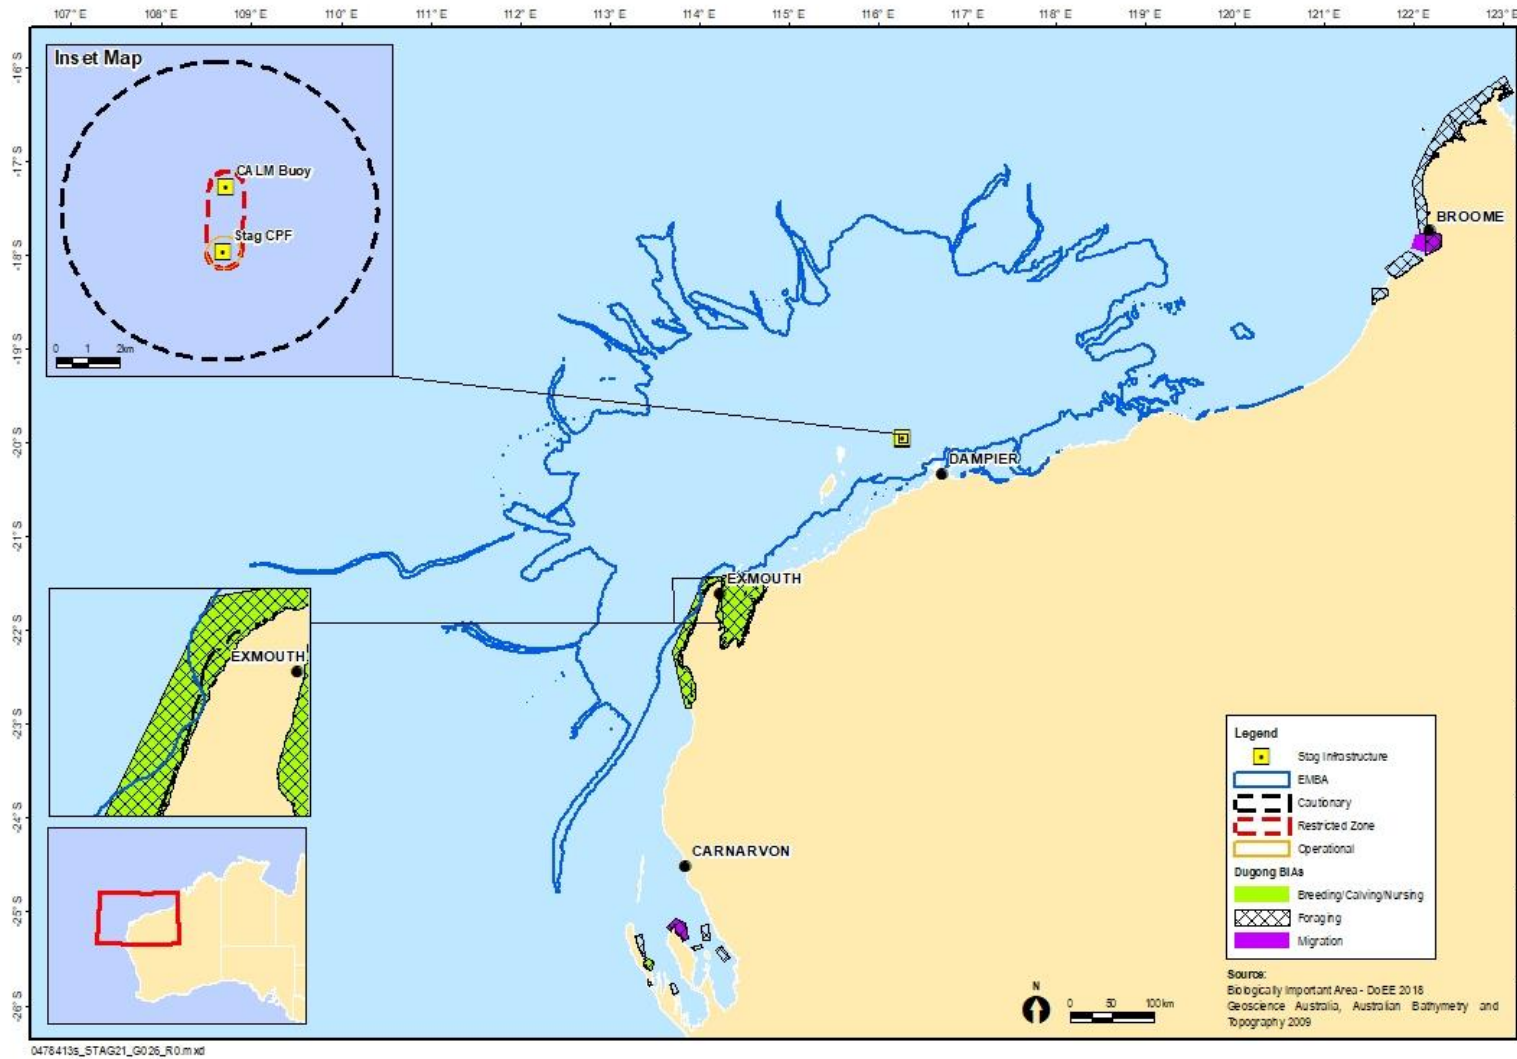 107° E 108° E 109° E 110° E 111° E 112° E 113° E 114° E 115° E 116° E 117° E 118° E 119° E 120° E 121° E 122° E 123° E
-16° S
-17° S
-18° S
-19° S
-20° S
-21° S
-22° S
-23° S
-24° S
-25° S
-26° S
Inset Map
CALM Buoy
Stag CPF
0 1 2km
BROOME
DAMPIER
EXMOUTH
EXMOUTH
CARNARVON
Legend
Stag Infrastructure
EMBA
Cautionary
Restricted Zone
Operational
Dugong BIAs
Breeding/Calving/Nursing
Foraging
Migration
N
0 50 100 km
Source:
Biologically Important Area - DoEE 2018
Geoscience Australia, Australian Bathymetry and
Topography 2009
0478413s_STAG21_G026_R0.mxd